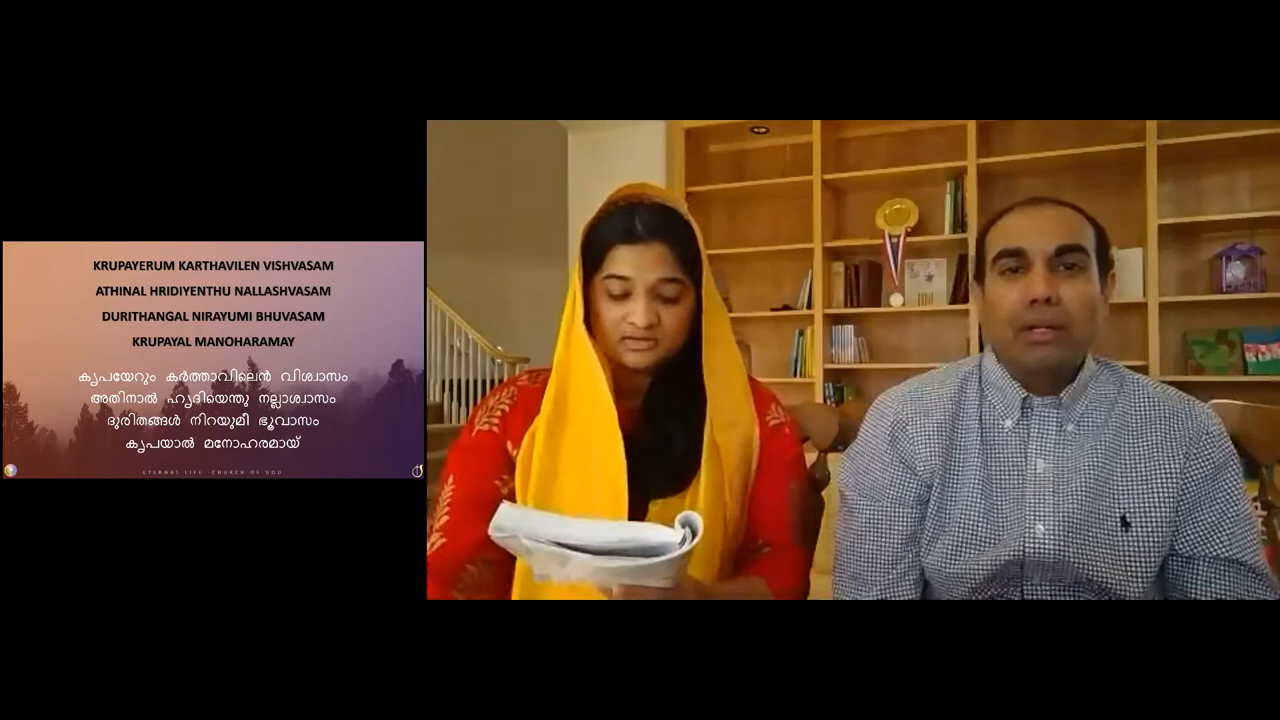 KRUPAYERUM KARTHAVILEN VISHVASAM
ATHINAL HRIDIYENTHU NALLASHVASAM
DURITHANGAL NIRAYUMI BHUVASAM
KRUPAYAL MANOHARAMAY
കൃപയേറും കർത്താവിലെൻ വിശ്വാസം
അതിനാൽ ഹൃദിയെന്തു നല്ലാശ്വാസം
ദുരിതങ്ങൾ നിറയുമീ ഭൂവാസം
കൃപയാൽ മനോഹരമായ്
ETERNAL LIFE CHURCH OF GOD